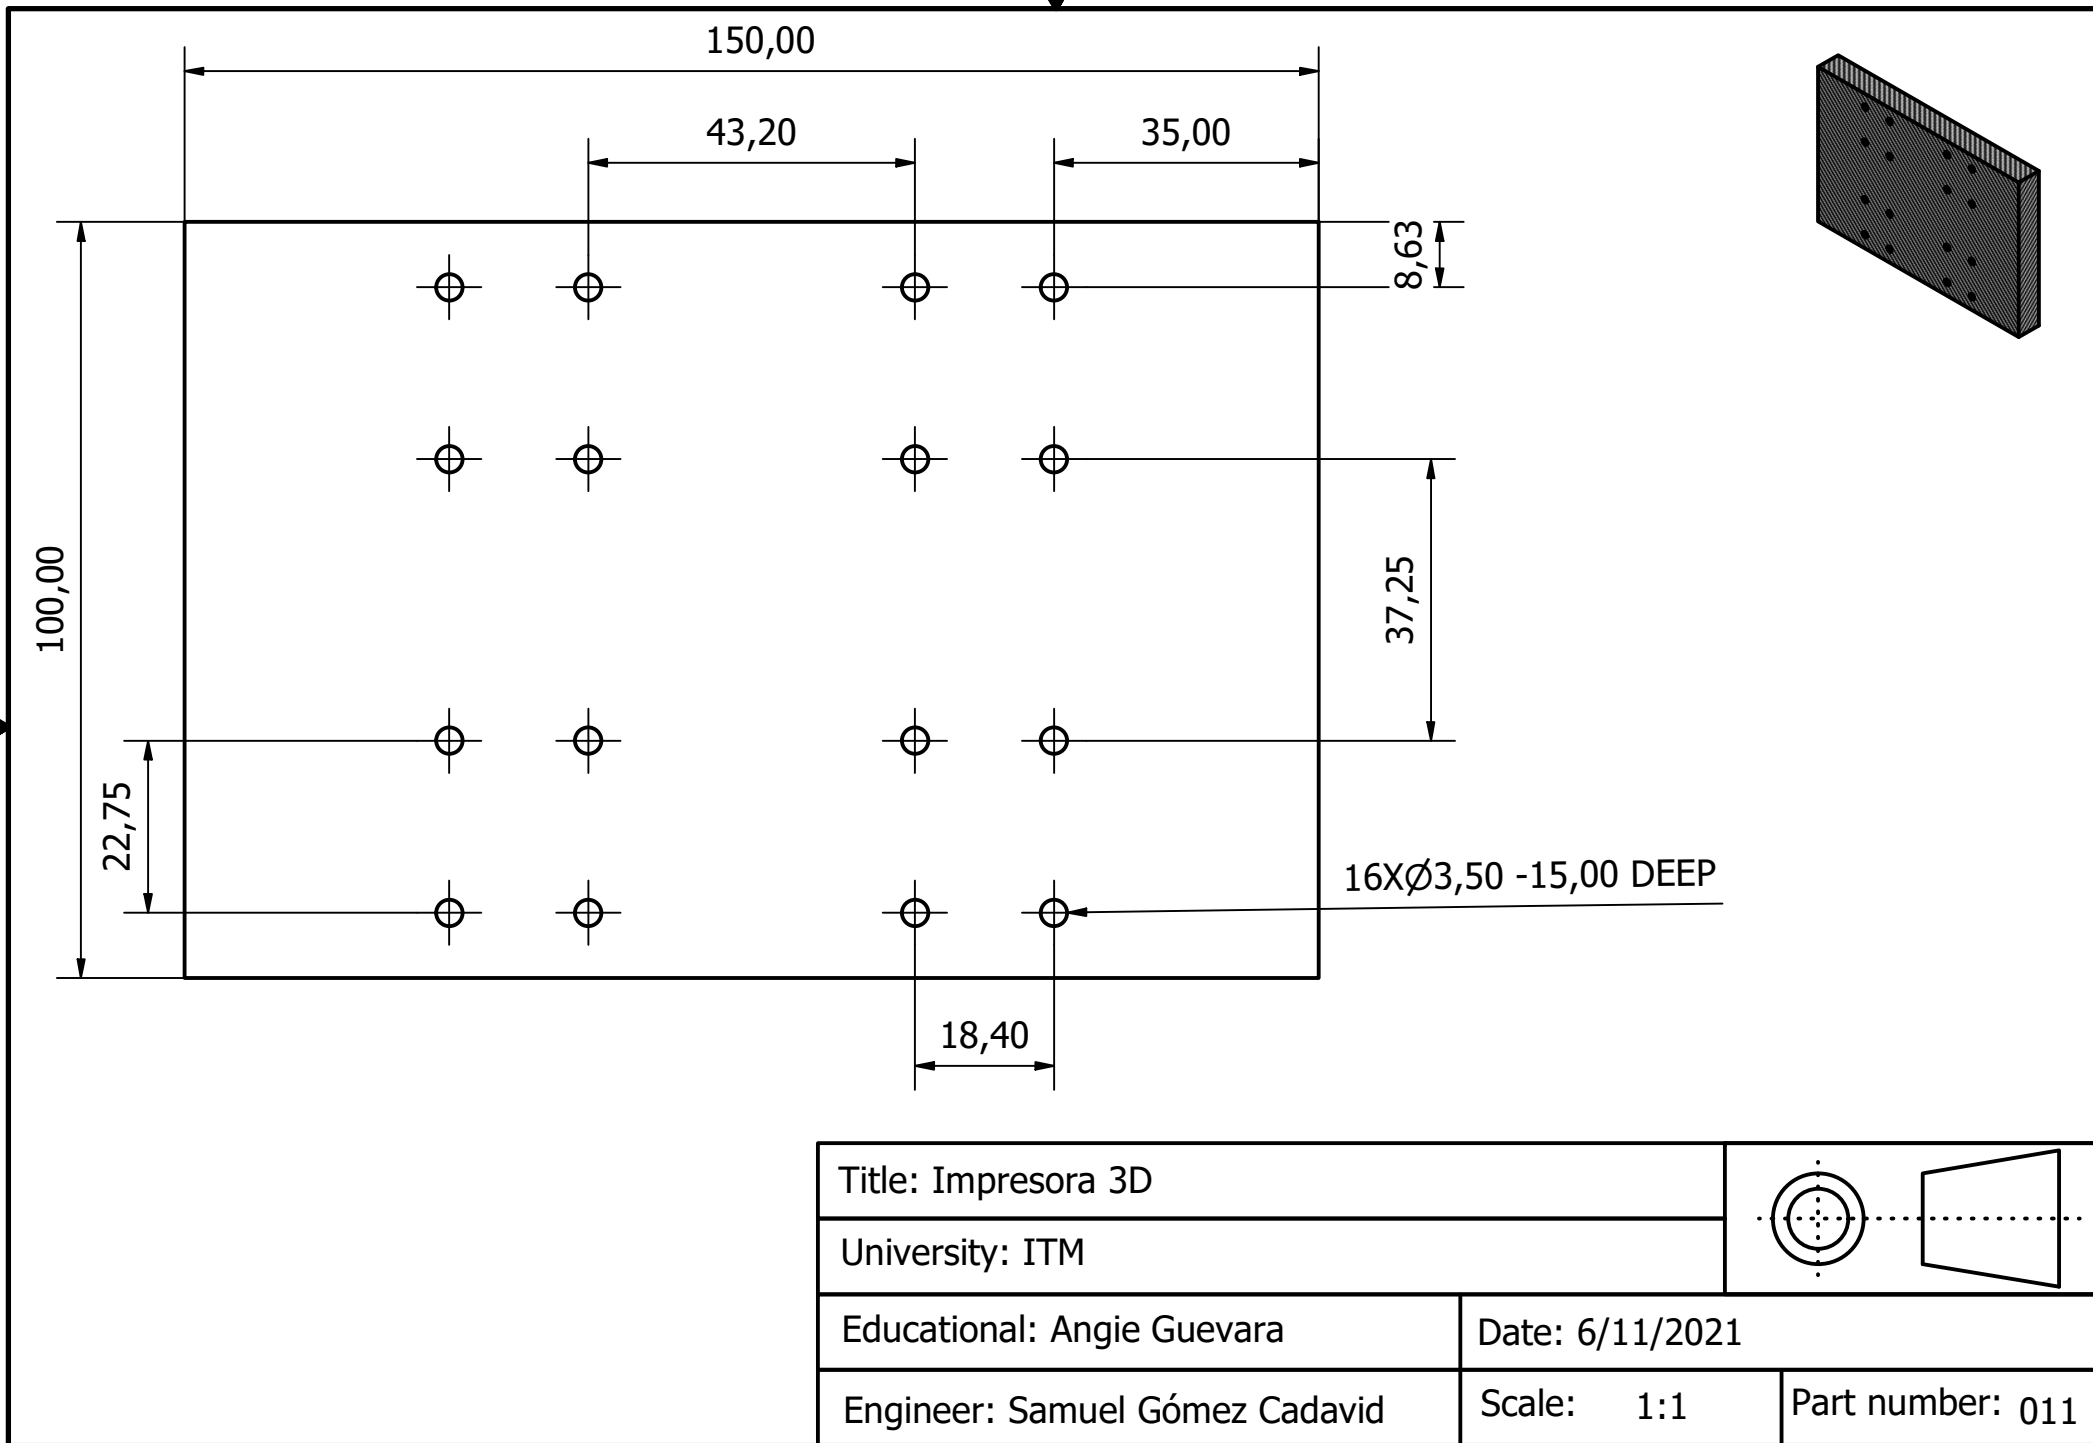 150,00
43,20
35,00
8,63
100,00
37,25
22,75
16XØ3,50 -15,00 DEEP
18,40
Title: Impresora 3D
University: ITM
Educational: Angie Guevara
Date: 6/11/2021
Engineer: Samuel Gómez Cadavid
Scale: 1:1
Part number: 011